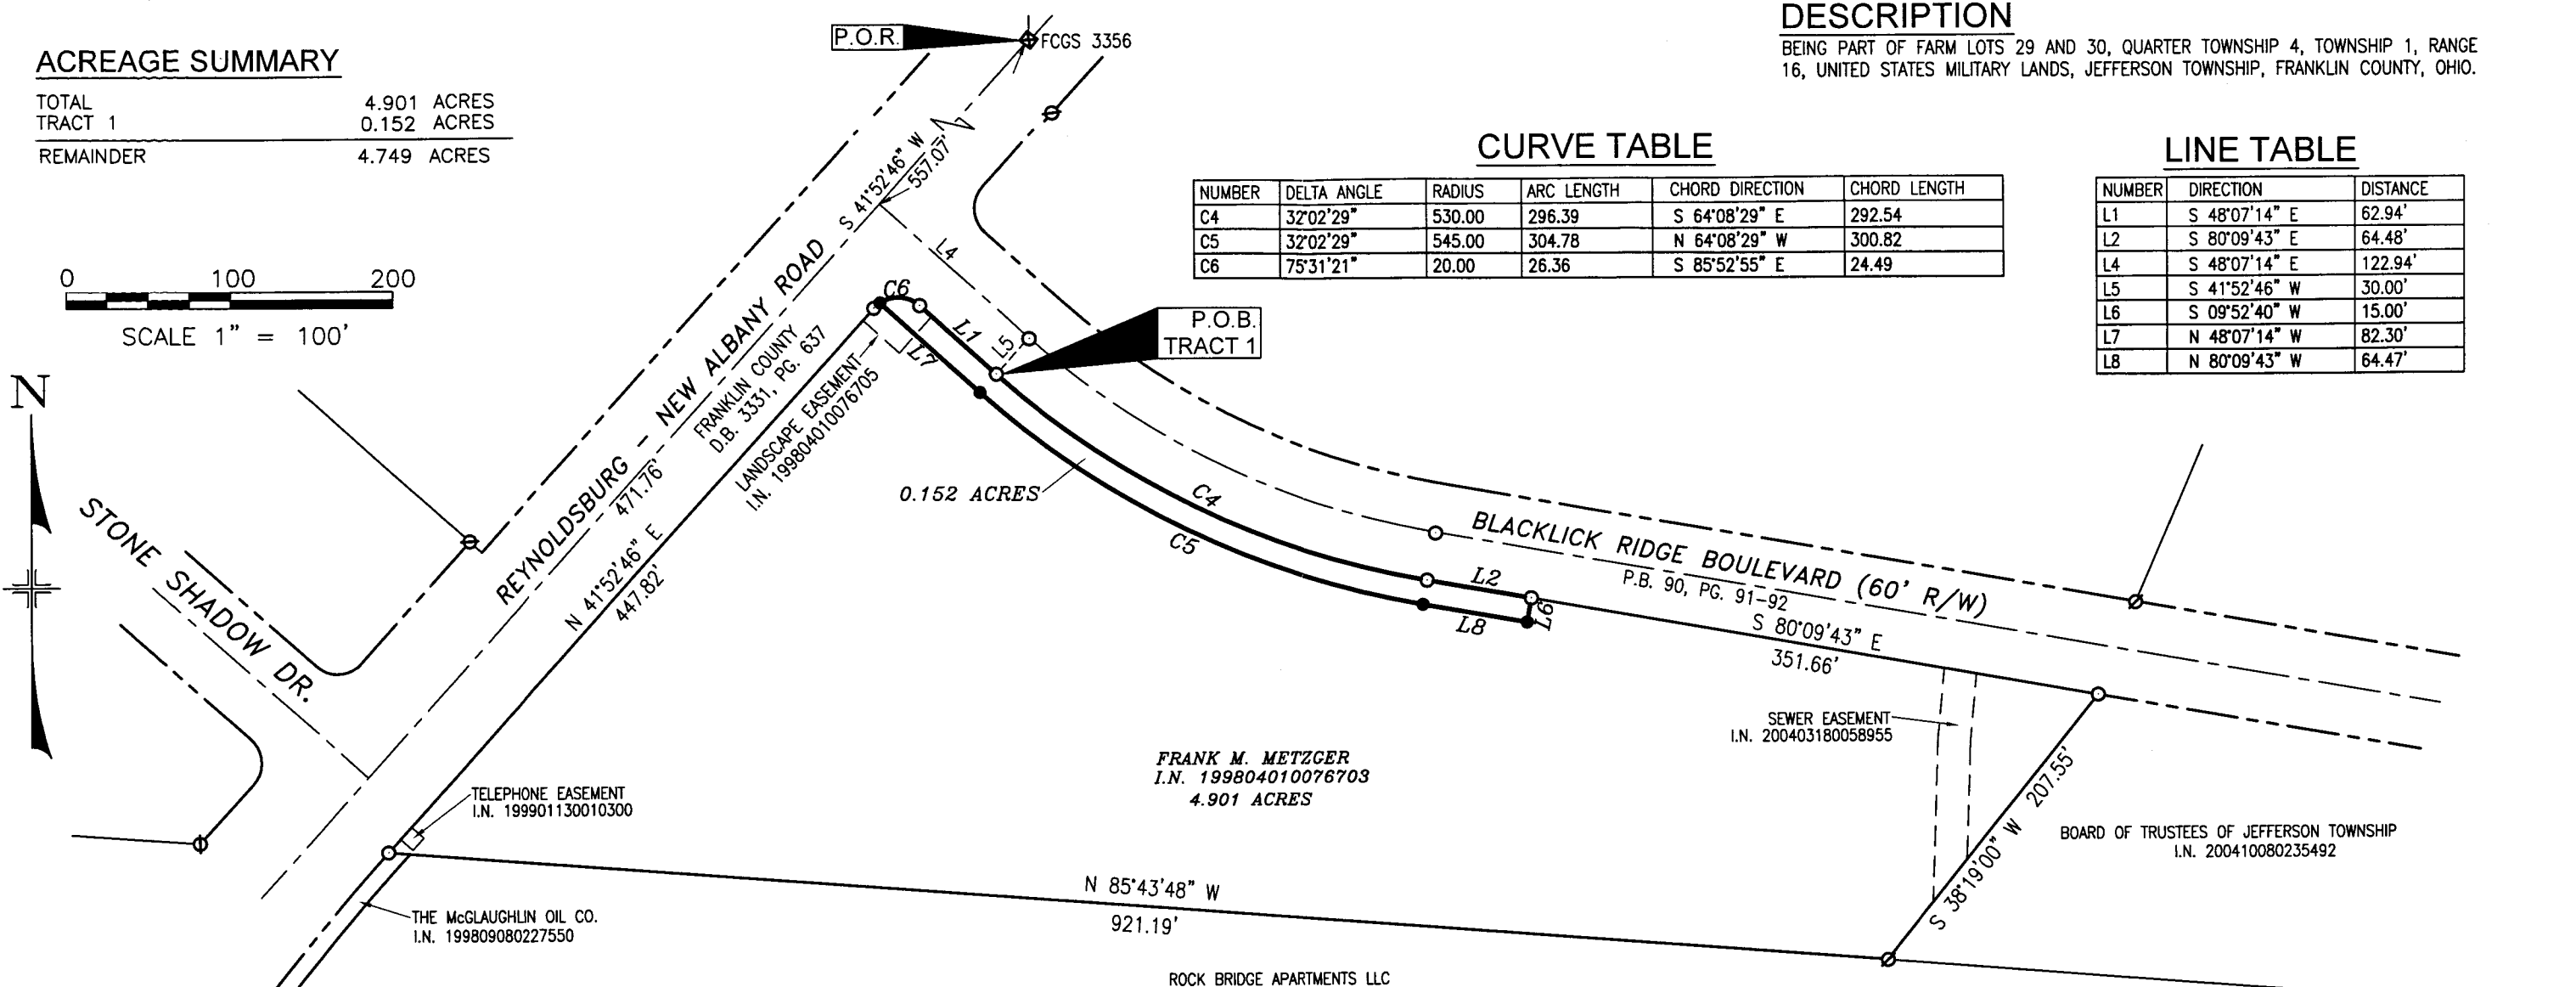 ACREAGE SUMMARY
TOTAL 4.901 ACRES
TRACT 1 0.152 ACRES
REMAINDER 4.749 ACRES
0 100 200
SCALE 1" = 100'
N
P.O.R.
FCGS 3356
DESCRIPTION
BEING PART OF FARM LOTS 29 AND 30, QUARTER TOWNSHIP 4, TOWNSHIP 1, RANGE
16, UNITED STATES MILITARY LANDS, JEFFERSON TOWNSHIP, FRANKLIN COUNTY, OHIO.
CURVE TABLE
NUMBER DELTA ANGLE RADIUS ARC LENGTH CHORD DIRECTION CHORD LENGTH
C4 32°02'29" 530.00 296.39 S 64°08'29" E 292.54
C5 32°02'29" 545.00 304.78 N 64°08'29" W 300.82
C6 75°31'21" 20.00 26.36 S 85°52'55" E 24.49
LINE TABLE
NUMBER DIRECTION DISTANCE
L1 S 48°07'14" E 62.94'
L2 S 80°09'43" E 64.48'
L4 S 48°07'14" E 122.94'
L5 S 41°52'46" W 30.00'
L6 S 09°52'40" W 15.00'
L7 N 48°07'14" W 82.30'
L8 N 80°09'43" W 64.47'
S 41°52'46" W
557.07'
L4
C6
L1
L5
L7
P.O.B.
TRACT 1
REYNOLDSBURG - NEW ALBANY ROAD
471.76'
FRANKLIN COUNTY
D.B. 3331, PG. 637
LANDSCAPE EASEMENT
I.N. 199804010076705
N 41°52'46" E
447.82'
STONE SHADOW DR.
0.152 ACRES
C4
C5
L2
L6
L8
BLACKLICK RIDGE BOULEVARD (60' R/W)
P.B. 90, PG. 91-92
S 80°09'43" E
351.66'
SEWER EASEMENT
I.N. 200403180058955
FRANK M. METZGER
I.N. 199804010076703
4.901 ACRES
TELEPHONE EASEMENT
I.N. 199901130010300
S 38°19'00" W 207.55'
BOARD OF TRUSTEES OF JEFFERSON TOWNSHIP
I.N. 200410080235492
N 85°43'48" W
921.19'
THE McGLAUGHLIN OIL CO.
I.N. 199809080227550
ROCK BRIDGE APARTMENTS LLC